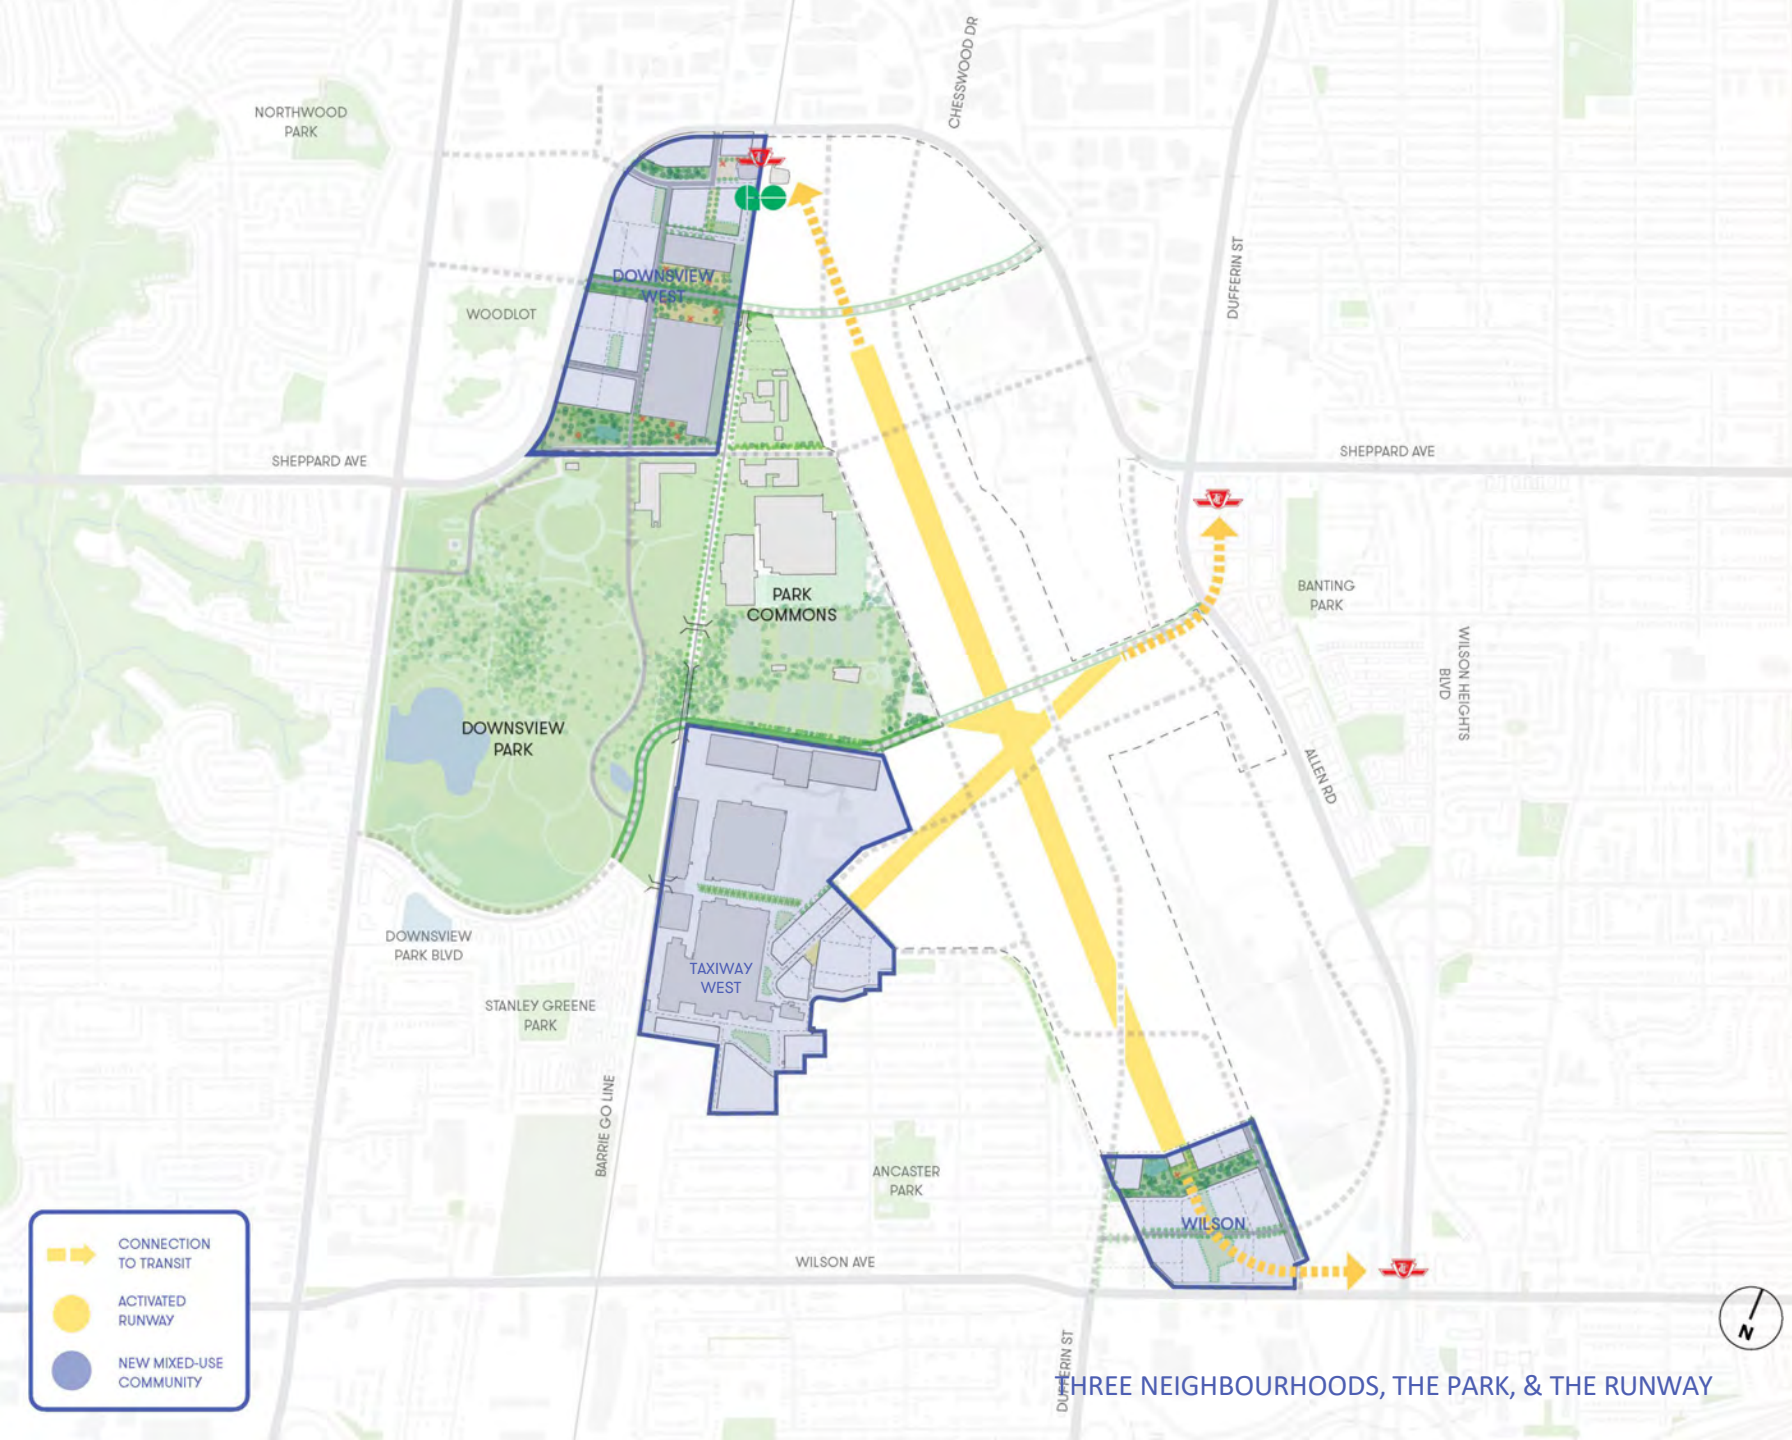 CHESSWOOD DR
NORTHWOOD
PARK
DOWNSVIEW
WEST
DUFFERIN ST
WOODLOT
SHEPPARD AVE
SHEPPARD AVE
BANTING
PARK
PARK
COMMONS
WILSON HEIGHTS
BLVD
DOWNSVIEW
PARK
ALLEN RD
DOWNSVIEW
PARK BLVD
TAXIWAY
WEST
STANLEY GREENE
PARK
BARRIE GO LINE
ANCASTER
PARK
WILSON
WILSON AVE
CONNECTION
TO TRANSIT
ACTIVATED
RUNWAY
NEW MIXED-USE
COMMUNITY
DUFFERIN ST
N
THREE NEIGHBOURHOODS, THE PARK, & THE RUNWAY